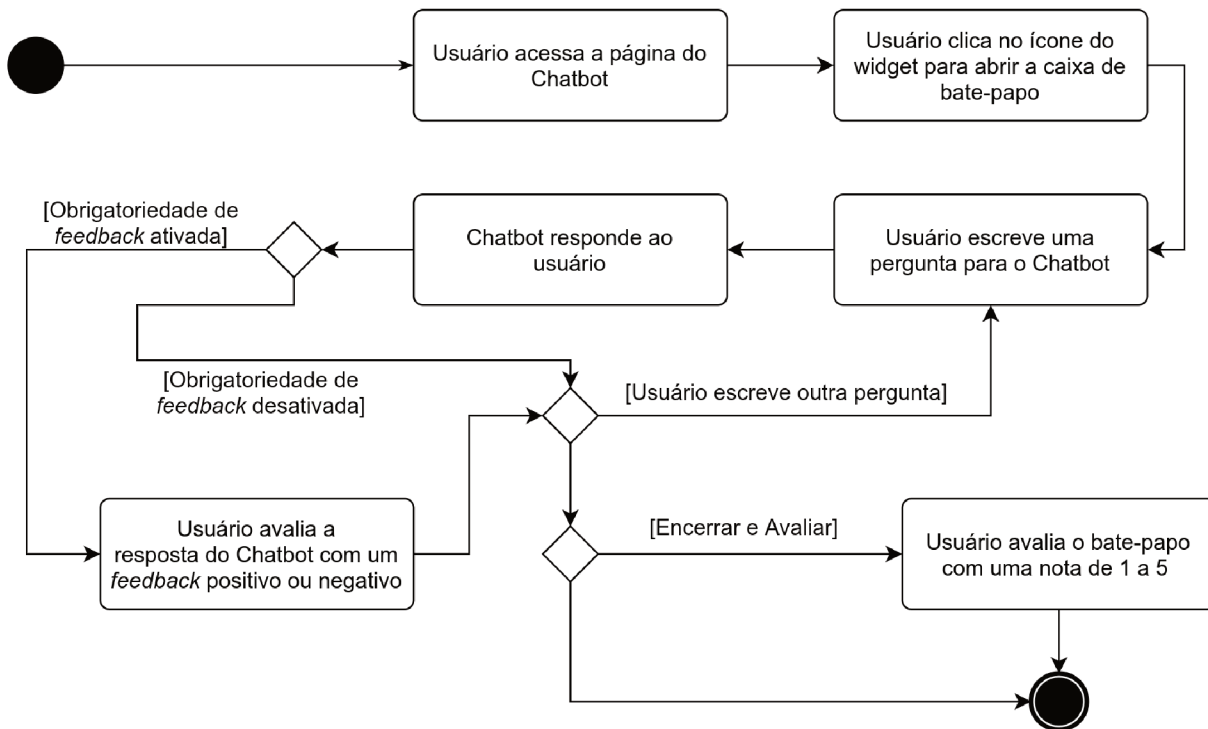 Usuário acessa a página do
Chatbot
Usuário clica no ícone do
widget para abrir a caixa de
bate-papo
[Obrigatoriedade de
feedback ativada]
Chatbot responde ao
usuário
Usuário escreve uma
pergunta para o Chatbot
[Obrigatoriedade de
feedback desativada]
[Usuário escreve outra pergunta]
Usuário avalia a
resposta do Chatbot com um
feedback positivo ou negativo
[Encerrar e Avaliar]
Usuário avalia o bate-papo
com uma nota de 1 a 5